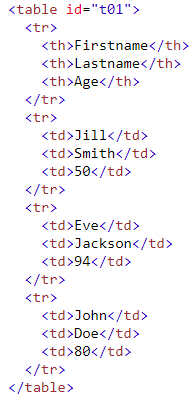 <table id="t01">
  <tr>
    <th>Firstname</th>
    <th>Lastname</th>
    <th>Age</th>
  </tr>
  <tr>
    <td>Jill</td>
    <td>Smith</td>
    <td>50</td>
  </tr>
  <tr>
    <td>Eve</td>
    <td>Jackson</td>
    <td>94</td>
  </tr>
  <tr>
    <td>John</td>
    <td>Doe</td>
    <td>80</td>
  </tr>
</table>